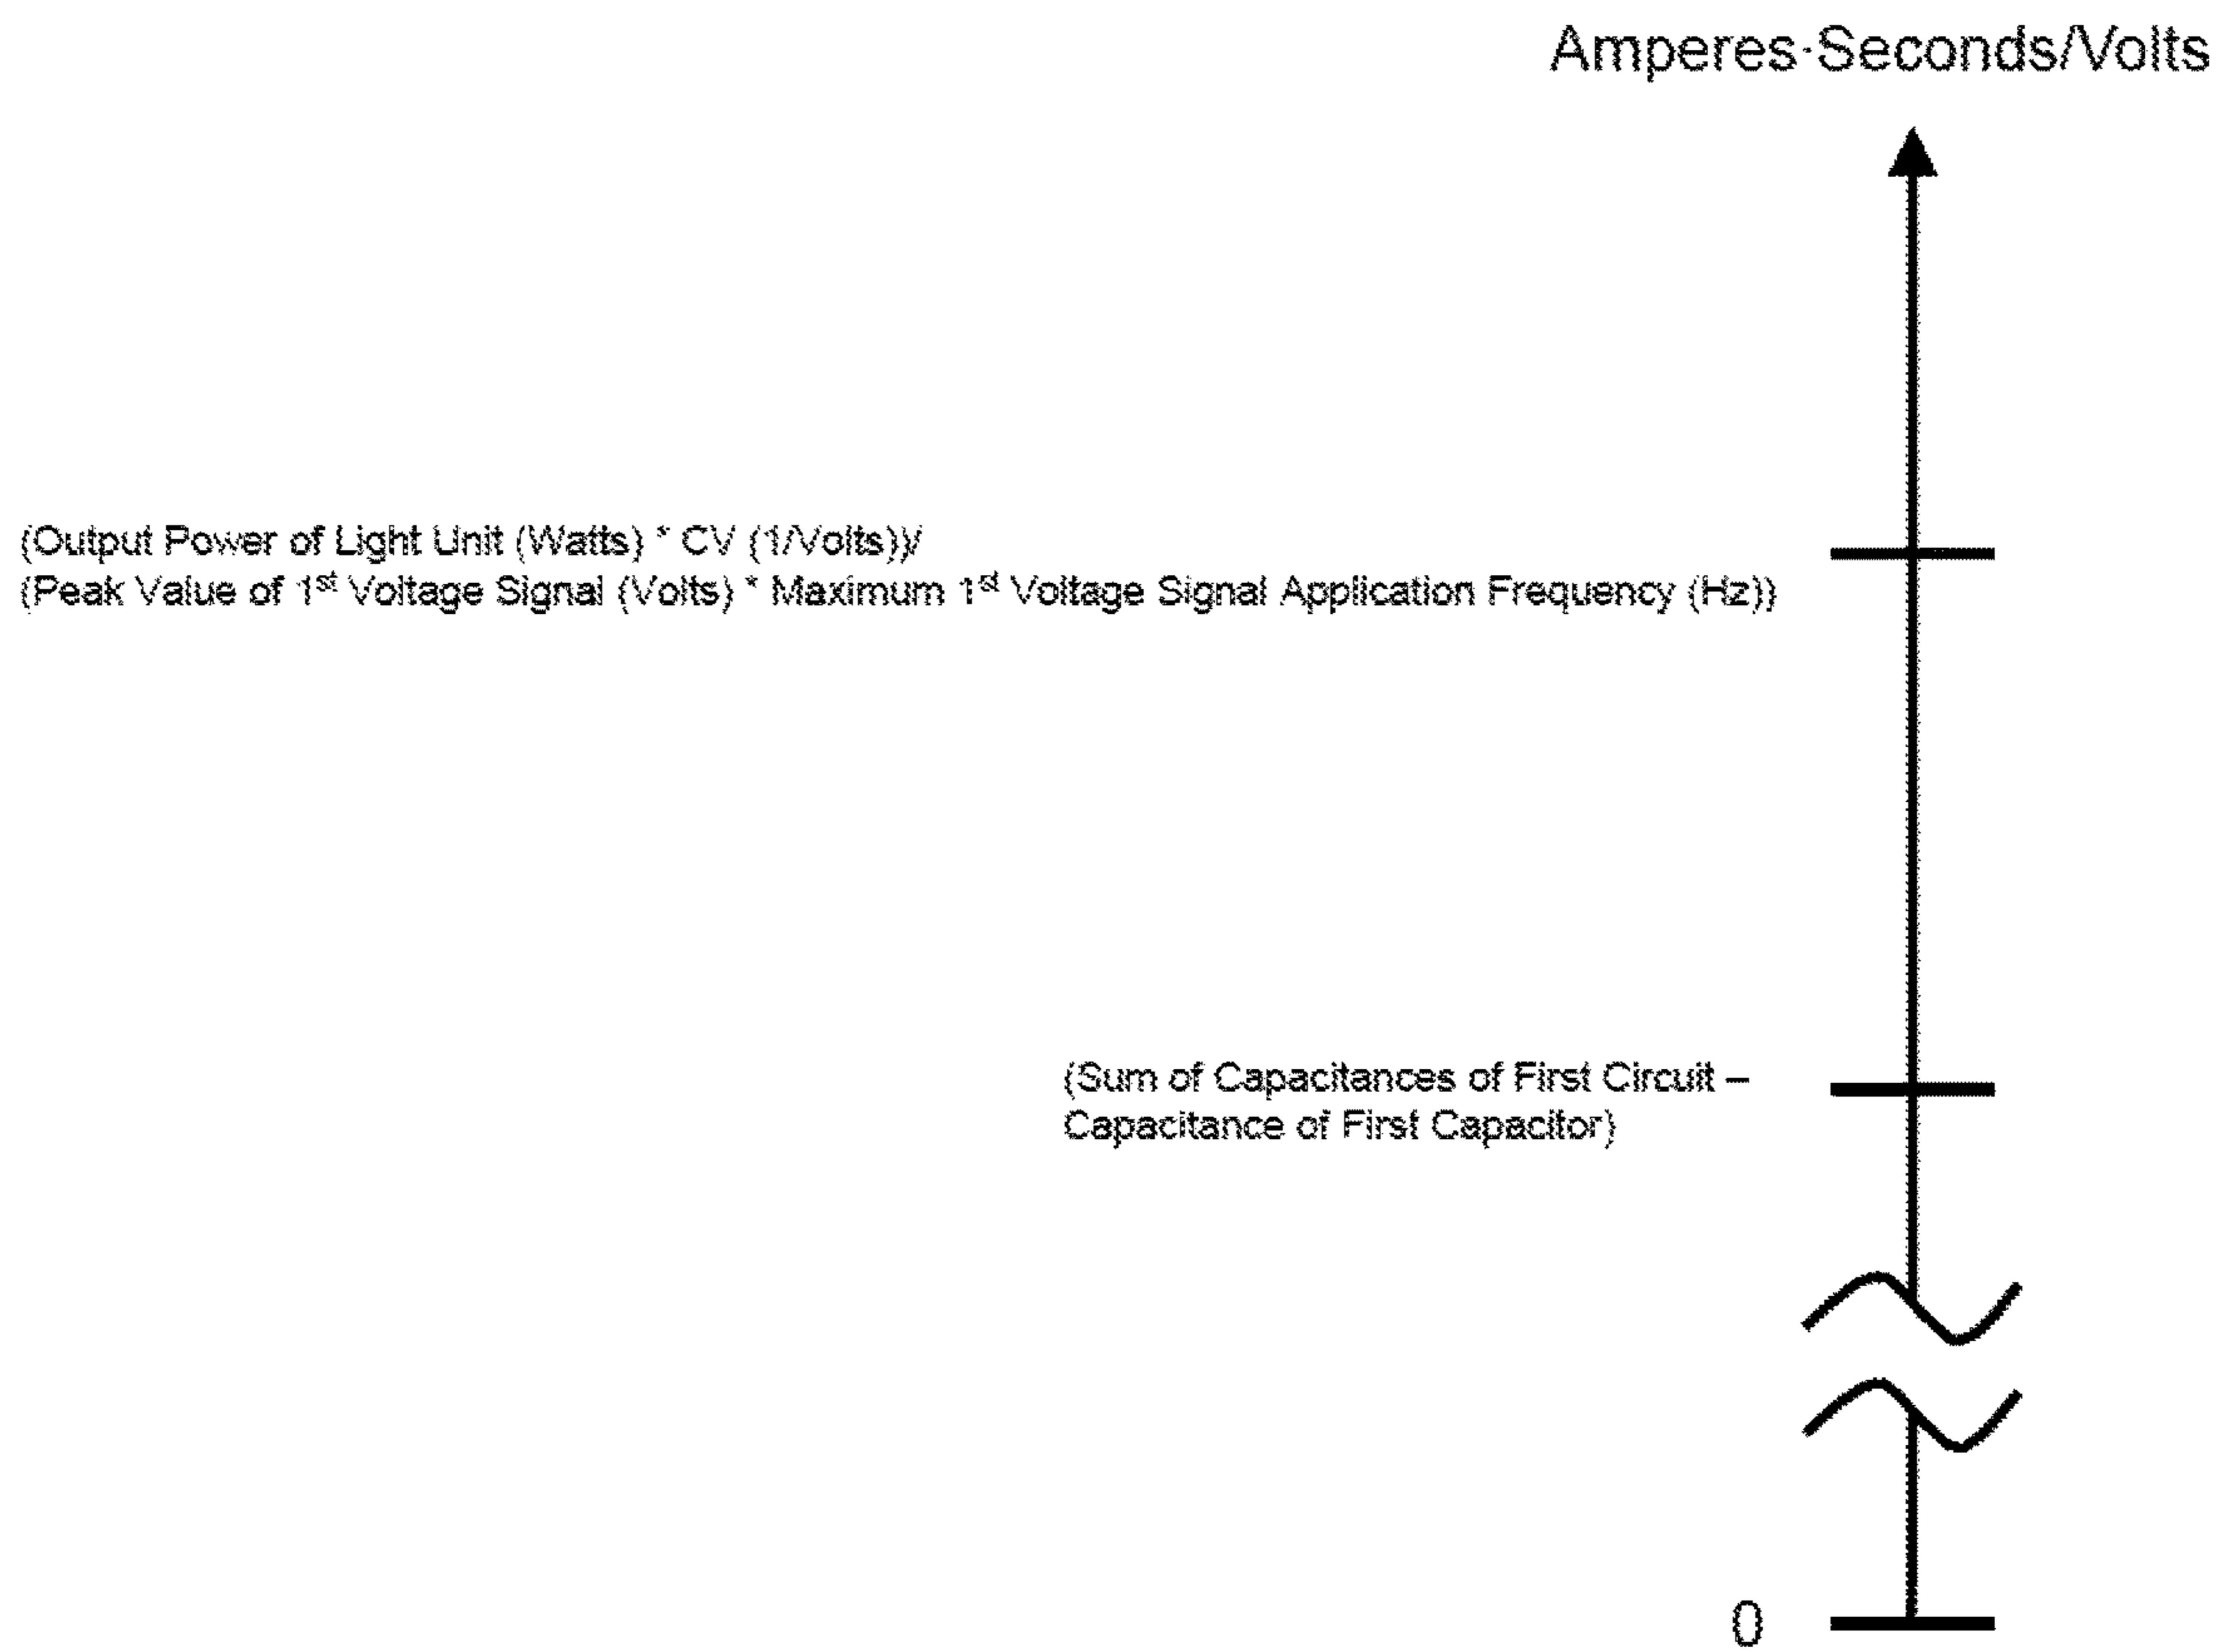 Amperes·Seconds/Volts
(Output Power of Light Unit (Watts) * CV (1/Volts))/
(Peak Value of 1st Voltage Signal (Volts) * Maximum 1st Voltage Signal Application Frequency (Hz))
(Sum of Capacitances of First Circuit –
Capacitance of First Capacitor)
0